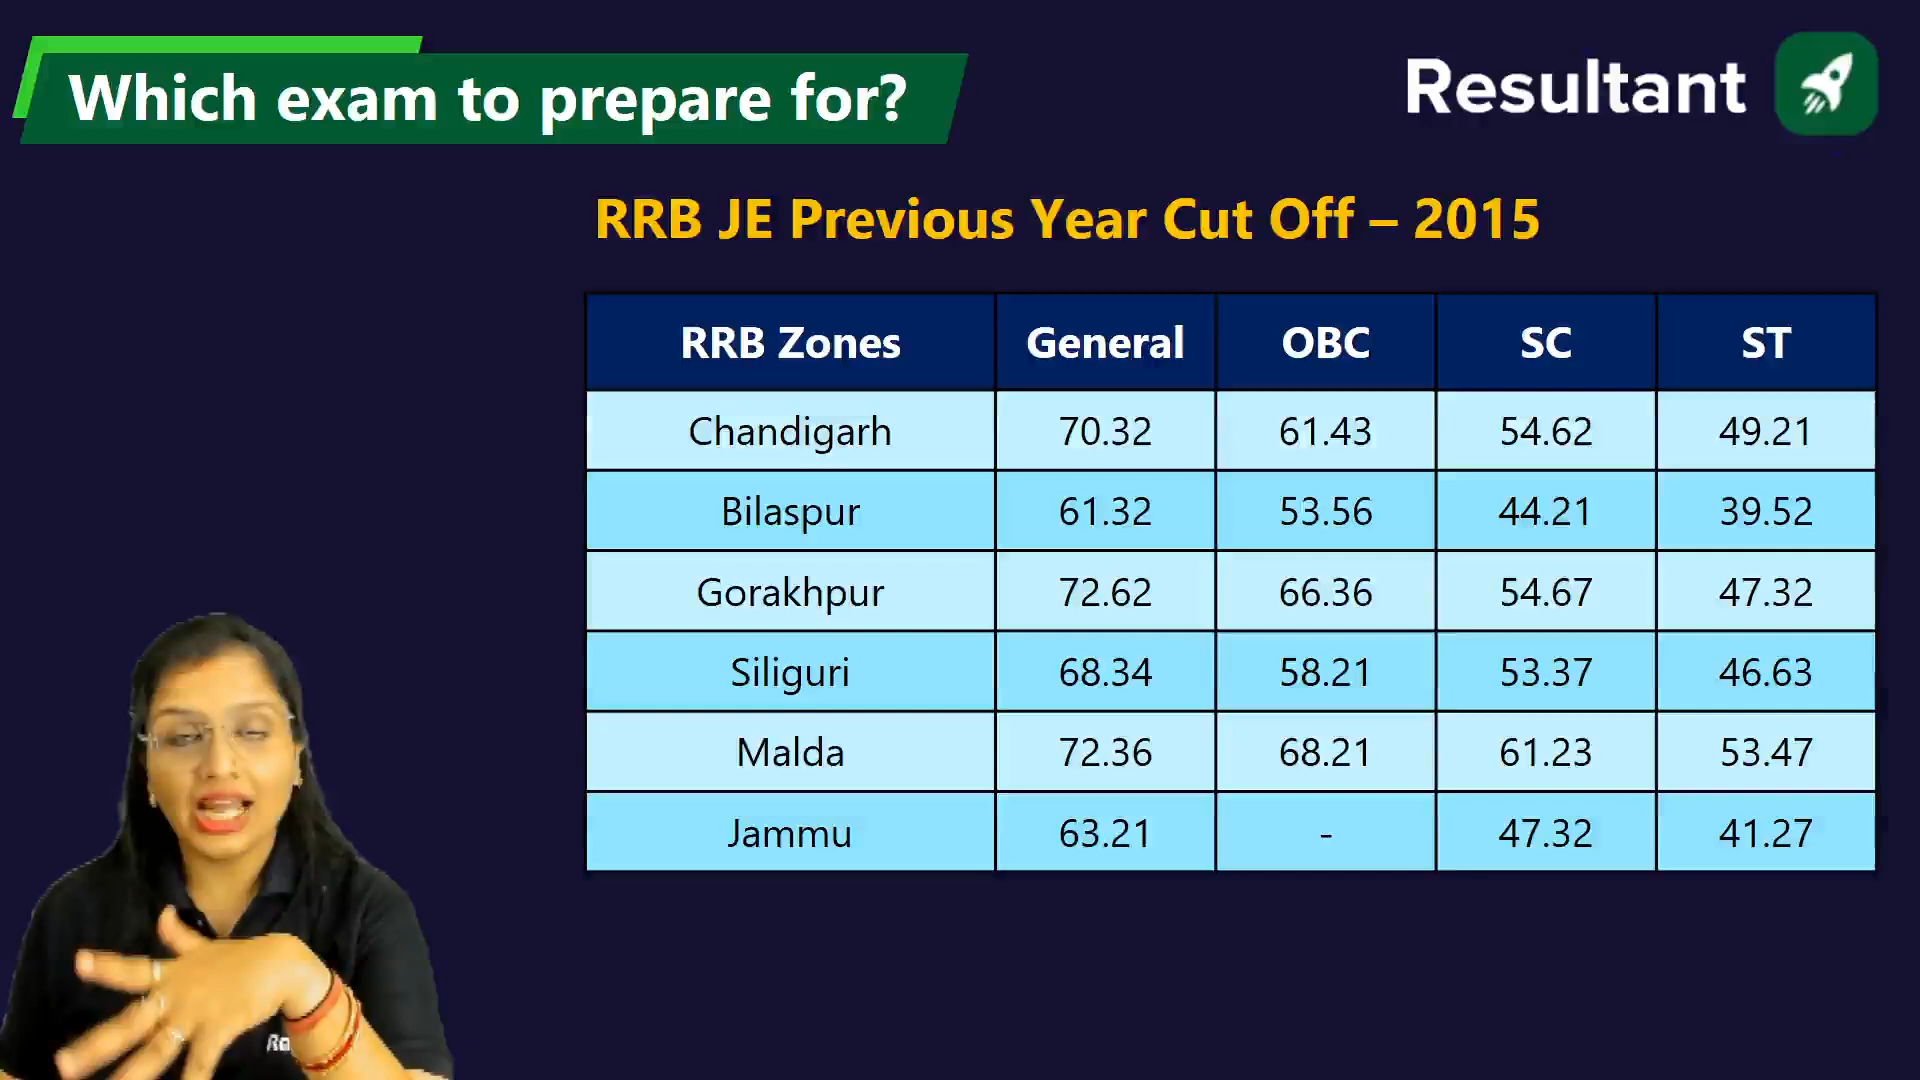 Which exam to prepare for?
Resultant
RRB JE Previous Year Cut Off – 2015
RRB Zones General OBC SC ST
Chandigarh 70.32 61.43 54.62 49.21
Bilaspur 61.32 53.56 44.21 39.52
Gorakhpur 72.62 66.36 54.67 47.32
Siliguri 68.34 58.21 53.37 46.63
Malda 72.36 68.21 61.23 53.47
Jammu 63.21 - 47.32 41.27